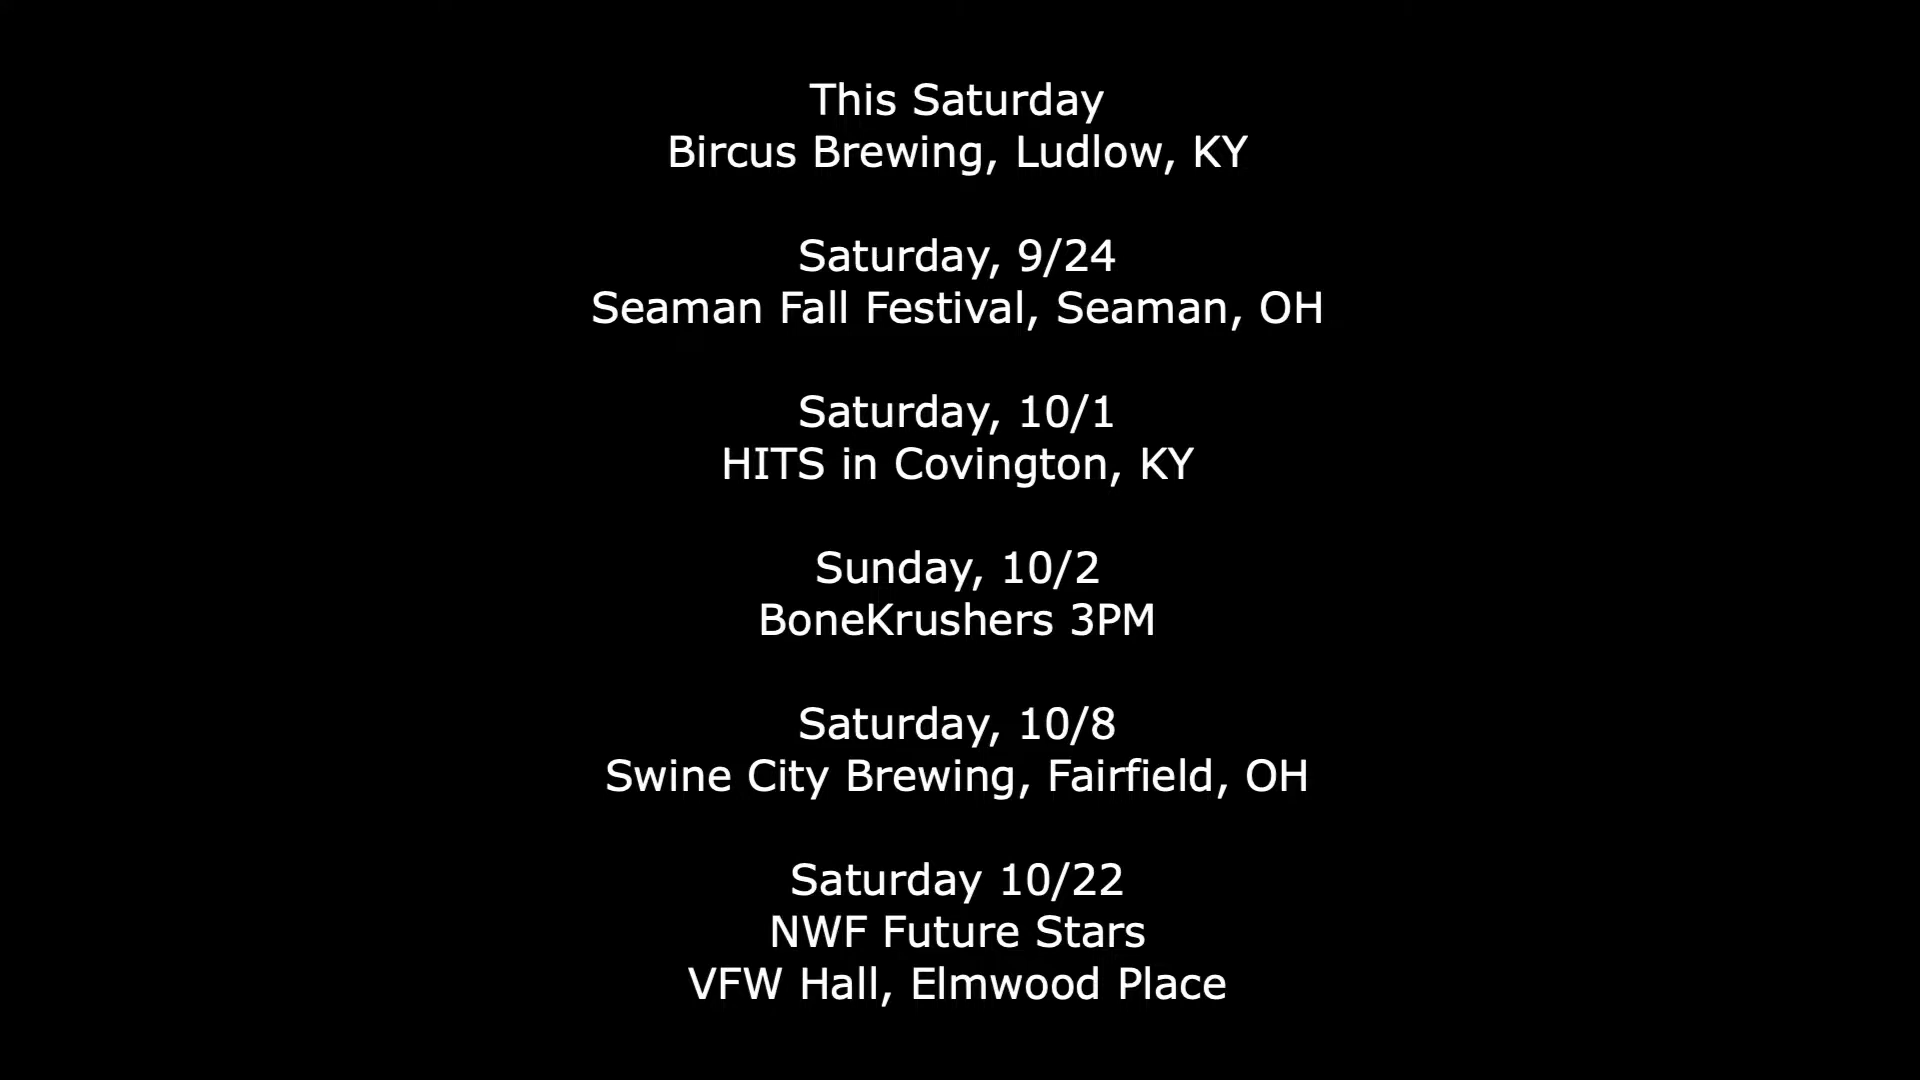 This Saturday
Bircus Brewing, Ludlow, KY
Saturday, 9/24
Seaman Fall Festival, Seaman, OH
Saturday, 10/1
HITS in Covington, KY
Sunday, 10/2
BoneKrushers 3PM
Saturday, 10/8
Swine City Brewing, Fairfield, OH
Saturday 10/22
NWF Future Stars
VFW Hall, Elmwood Place